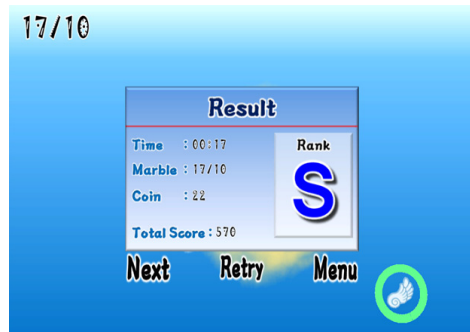 17/10
Result
Time : 00:17
Rank
Marble : 17/10
S
Coin : 22
Total Score : 570
Next Retry Menu